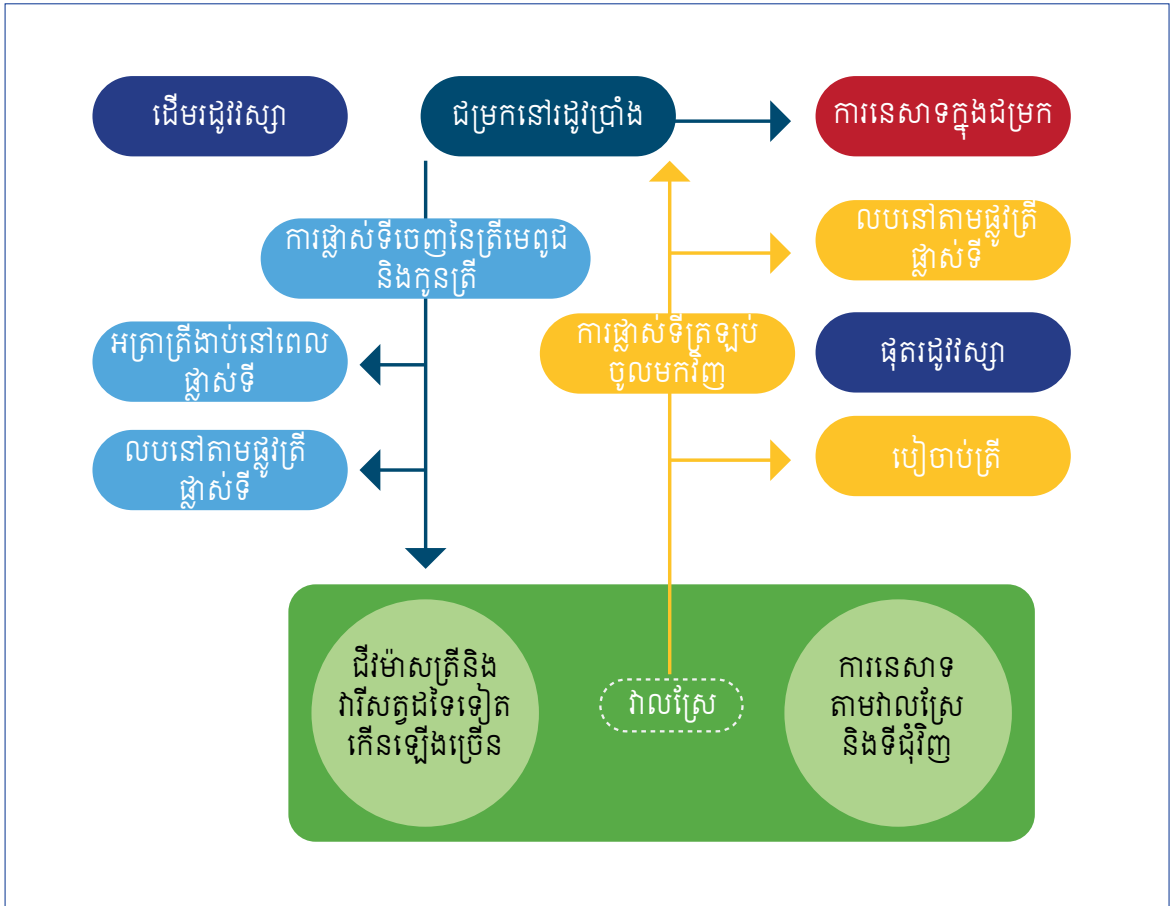 ដើមរដូវវស្សា
ជម្រកនៅរដូវប្រាំង
ការនេសាទក្នុងជម្រក
ការផ្លាស់ទីចេញនៃត្រីមេពូជ
និងកូនត្រី
លបនៅតាមផ្លូវត្រី
ផ្លាស់ទី
អត្រាត្រីងាប់នៅពេល
ផ្លាស់ទី
ការផ្លាស់ទីត្រឡប់
ចូលមកវិញ
ផុតរដូវវស្សា
លបនៅតាមផ្លូវត្រី
ផ្លាស់ទី
បៀចាប់ត្រី
ជីវម៉ាសត្រីនិង
វារីសត្វដទៃទៀត
កើនឡើងច្រើន
វាលស្រែ
ការនេសាទ
តាមវាលស្រែ
និងទីជុំវិញ